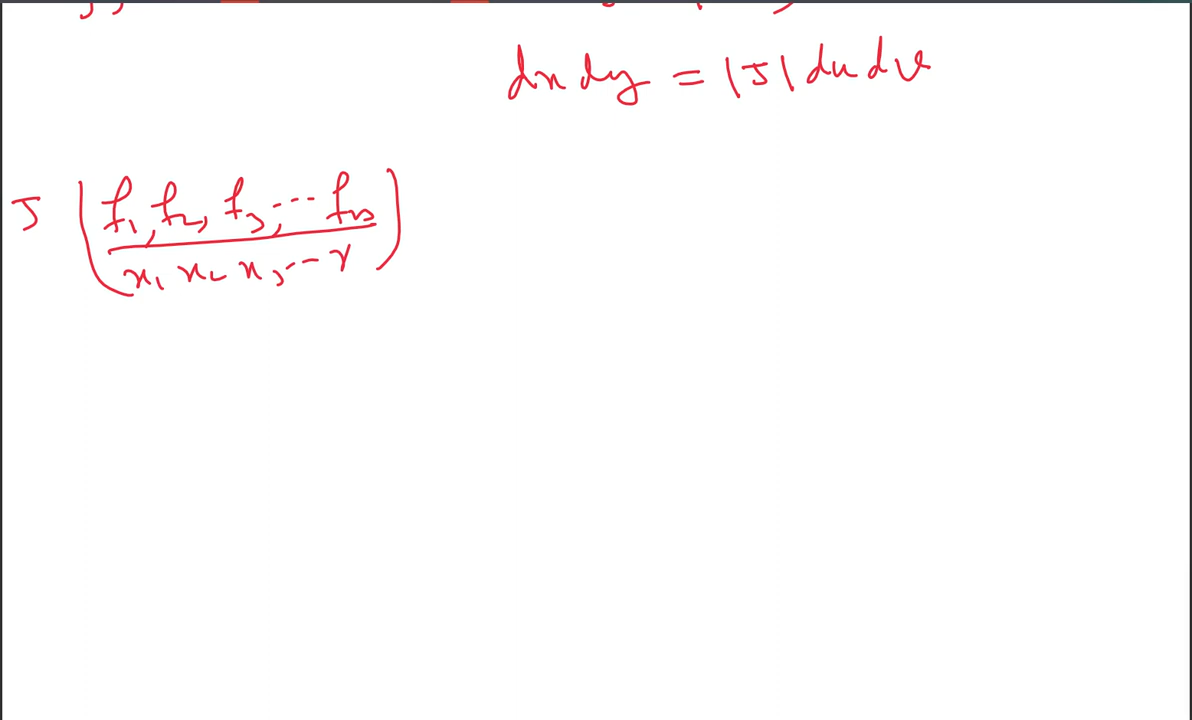 dx dy = |J| du dv
J (f₁, f₂, f₃, ... fₙ / x₁ x₂ x₃ ...)